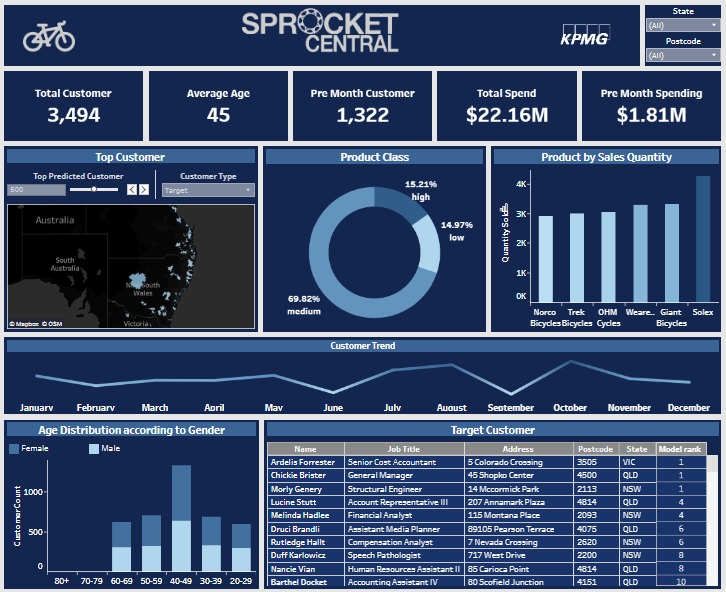 SPROCKET
CENTRAL
KPMG
State
(All)
Postcode
(All)
Total Customer
3,494
Average Age
45
Pre Month Customer
1,322
Total Spend
$22.16M
Pre Month Spending
$1.81M
Top Customer
Top Predicted Customer
500
Customer Type
Target
Australia
South
Australia
New South
Wales
Victoria
© Mapbox © OSM
Product Class
15.21%
high
14.97%
low
69.82%
medium
Product by Sales Quantity
Quantity
4K
3K
2K
1K
0K
Norco
Bicycles
Trek
Bicycles
OHM
Cycles
Weare..
Giant
Bicycles
Solex
Customer Trend
January February March April May June July August September October November December
Age Distribution according to Gender
Female
Male
Customer Count
1000
500
0
80+ 70-79 60-69 50-59 40-49 30-39 20-29
Target Customer
Name Job Title Address Postcode State Model rank
Ardelis Forrester Senior Cost Accountant 5 Colorado Crossing 3505 VIC 1
Chickie Brister General Manager 45 Shopko Center 4500 QLD 1
Morly Genery Structural Engineer 14 Mccormick Park 2113 NSW 1
Lucine Stutt Account Representative III 207 Annamark Plaza 4814 QLD 4
Melinda Hadlee Financial Analyst 115 Montana Place 2093 NSW 4
Druci Brandli Assistant Media Planner 89105 Pearson Terrace 4075 QLD 6
Rutledge Hallt Compensation Analyst 7 Nevada Crossing 2620 NSW 6
Duff Karlowicz Speech Pathologist 717 West Drive 2200 NSW 8
Nancie Vian Human Resources Assistant II 85 Carioca Point 4814 QLD 8
Barthel Docket Accounting Assistant IV 80 Scofield Junction 4151 QLD 10